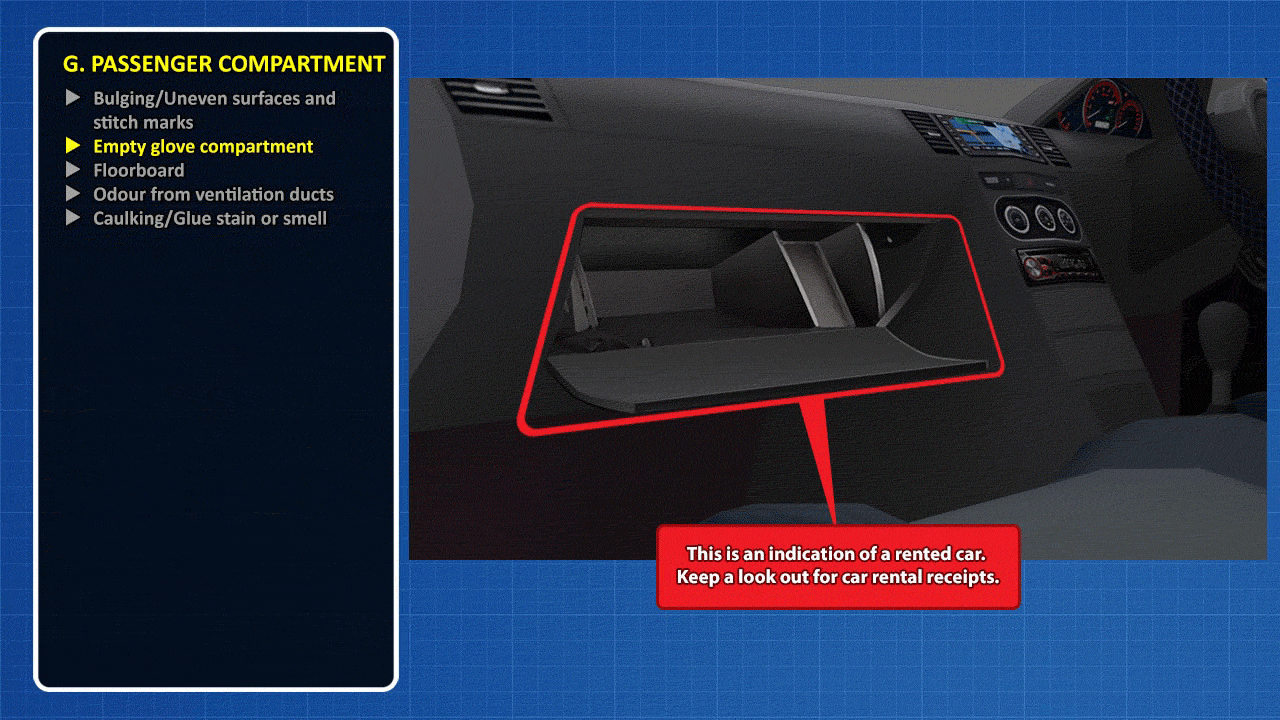 G. PASSENGER COMPARTMENT
Bulging/Uneven surfaces and
stitch marks
Empty glove compartment
Floorboard
Odour from ventilation ducts
Caulking/Glue stain or smell
This is an indication of a rented car.
Keep a look out for car rental receipts.